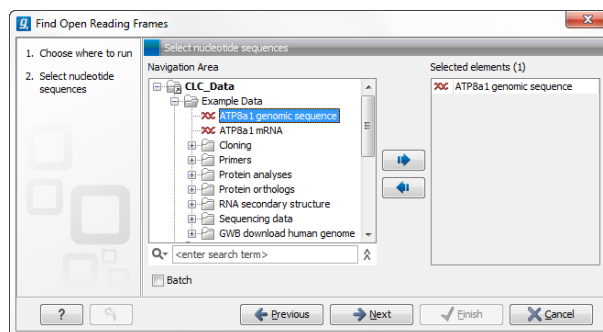 Find Open Reading Frames
1. Choose where to run
2. Select nucleotide
sequences
Select nucleotide sequences
Navigation Area
CLC_Data
Example Data
ATP8a1 genomic sequence
ATP8a1 mRNA
Cloning
Primers
Protein analyses
Protein orthologs
RNA secondary structure
Sequencing data
GWB download human genome
<enter search term>
Batch
Selected elements (1)
ATP8a1 genomic sequence
?
Previous
Next
Finish
Cancel